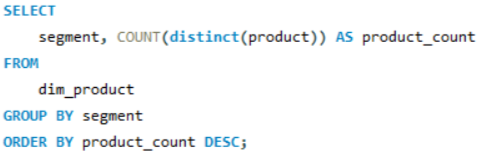 SELECT
segment, COUNT(distinct(product)) AS product_count
FROM
dim_product
GROUP BY segment
ORDER BY product_count DESC;